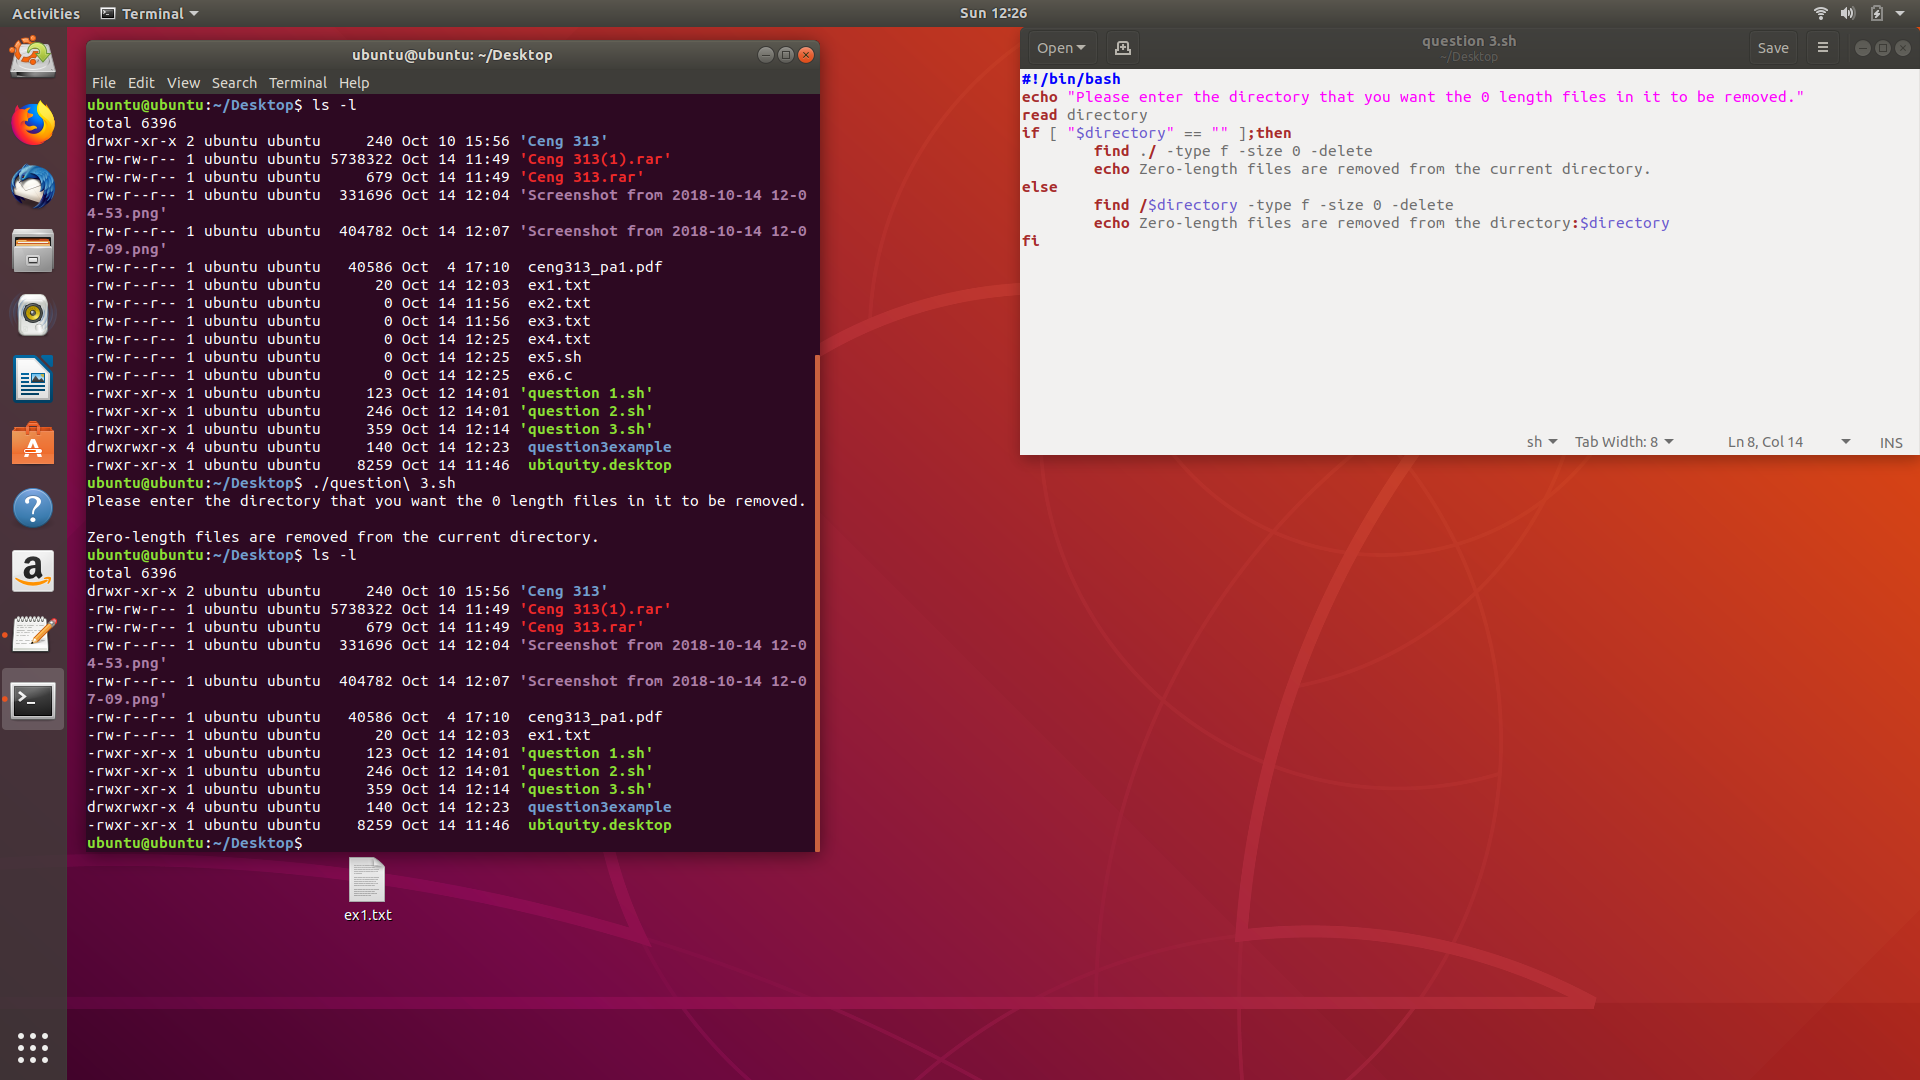 Activities Terminal Sun 12:26
ubuntu@ubuntu: ~/Desktop
File Edit View Search Terminal Help
ubuntu@ubuntu:~/Desktop$ ls -l
total 6396
drwxr-xr-x 2 ubuntu ubuntu     240 Oct 10 15:56 'Ceng 313'
-rw-rw-r-- 1 ubuntu ubuntu 5738322 Oct 14 11:49 'Ceng 313(1).rar'
-rw-rw-r-- 1 ubuntu ubuntu     679 Oct 14 11:49 'Ceng 313.rar'
-rw-r--r-- 1 ubuntu ubuntu  331696 Oct 14 12:04 'Screenshot from 2018-10-14 12-0
4-53.png'
-rw-r--r-- 1 ubuntu ubuntu  404782 Oct 14 12:07 'Screenshot from 2018-10-14 12-0
7-09.png'
-rw-r--r-- 1 ubuntu ubuntu   40586 Oct  4 17:10  ceng313_pa1.pdf
-rw-r--r-- 1 ubuntu ubuntu      20 Oct 14 12:03  ex1.txt
-rw-r--r-- 1 ubuntu ubuntu       0 Oct 14 11:56  ex2.txt
-rw-r--r-- 1 ubuntu ubuntu       0 Oct 14 11:56  ex3.txt
-rw-r--r-- 1 ubuntu ubuntu       0 Oct 14 12:25  ex4.txt
-rw-r--r-- 1 ubuntu ubuntu       0 Oct 14 12:25  ex5.sh
-rw-r--r-- 1 ubuntu ubuntu       0 Oct 14 12:25  ex6.c
-rwxr-xr-x 1 ubuntu ubuntu     123 Oct 12 14:01 'question 1.sh'
-rwxr-xr-x 1 ubuntu ubuntu     246 Oct 12 14:01 'question 2.sh'
-rwxr-xr-x 1 ubuntu ubuntu     359 Oct 14 12:14 'question 3.sh'
drwxrwxr-x 4 ubuntu ubuntu     140 Oct 14 12:23  question3example
-rwxr-xr-x 1 ubuntu ubuntu    8259 Oct 14 11:46  ubiquity.desktop
ubuntu@ubuntu:~/Desktop$ ./question\ 3.sh
Please enter the directory that you want the 0 length files in it to be removed.
Zero-length files are removed from the current directory.
ubuntu@ubuntu:~/Desktop$ ls -l
total 6396
drwxr-xr-x 2 ubuntu ubuntu     240 Oct 10 15:56 'Ceng 313'
-rw-rw-r-- 1 ubuntu ubuntu 5738322 Oct 14 11:49 'Ceng 313(1).rar'
-rw-rw-r-- 1 ubuntu ubuntu     679 Oct 14 11:49 'Ceng 313.rar'
-rw-r--r-- 1 ubuntu ubuntu  331696 Oct 14 12:04 'Screenshot from 2018-10-14 12-0
4-53.png'
-rw-r--r-- 1 ubuntu ubuntu  404782 Oct 14 12:07 'Screenshot from 2018-10-14 12-0
7-09.png'
-rw-r--r-- 1 ubuntu ubuntu   40586 Oct  4 17:10  ceng313_pa1.pdf
-rw-r--r-- 1 ubuntu ubuntu      20 Oct 14 12:03  ex1.txt
-rwxr-xr-x 1 ubuntu ubuntu     123 Oct 12 14:01 'question 1.sh'
-rwxr-xr-x 1 ubuntu ubuntu     246 Oct 12 14:01 'question 2.sh'
-rwxr-xr-x 1 ubuntu ubuntu     359 Oct 14 12:14 'question 3.sh'
drwxrwxr-x 4 ubuntu ubuntu     140 Oct 14 12:23  question3example
-rwxr-xr-x 1 ubuntu ubuntu    8259 Oct 14 11:46  ubiquity.desktop
ubuntu@ubuntu:~/Desktop$
ex1.txt
Open question 3.sh Save
~/Desktop
#!/bin/bash
echo "Please enter the directory that you want the 0 length files in it to be removed."
read directory
if [ "$directory" == "" ];then
        find ./ -type f -size 0 -delete
        echo Zero-length files are removed from the current directory.
else
        find /$directory -type f -size 0 -delete
        echo Zero-length files are removed from the directory:$directory
fi
sh Tab Width: 8 Ln 8, Col 14 INS